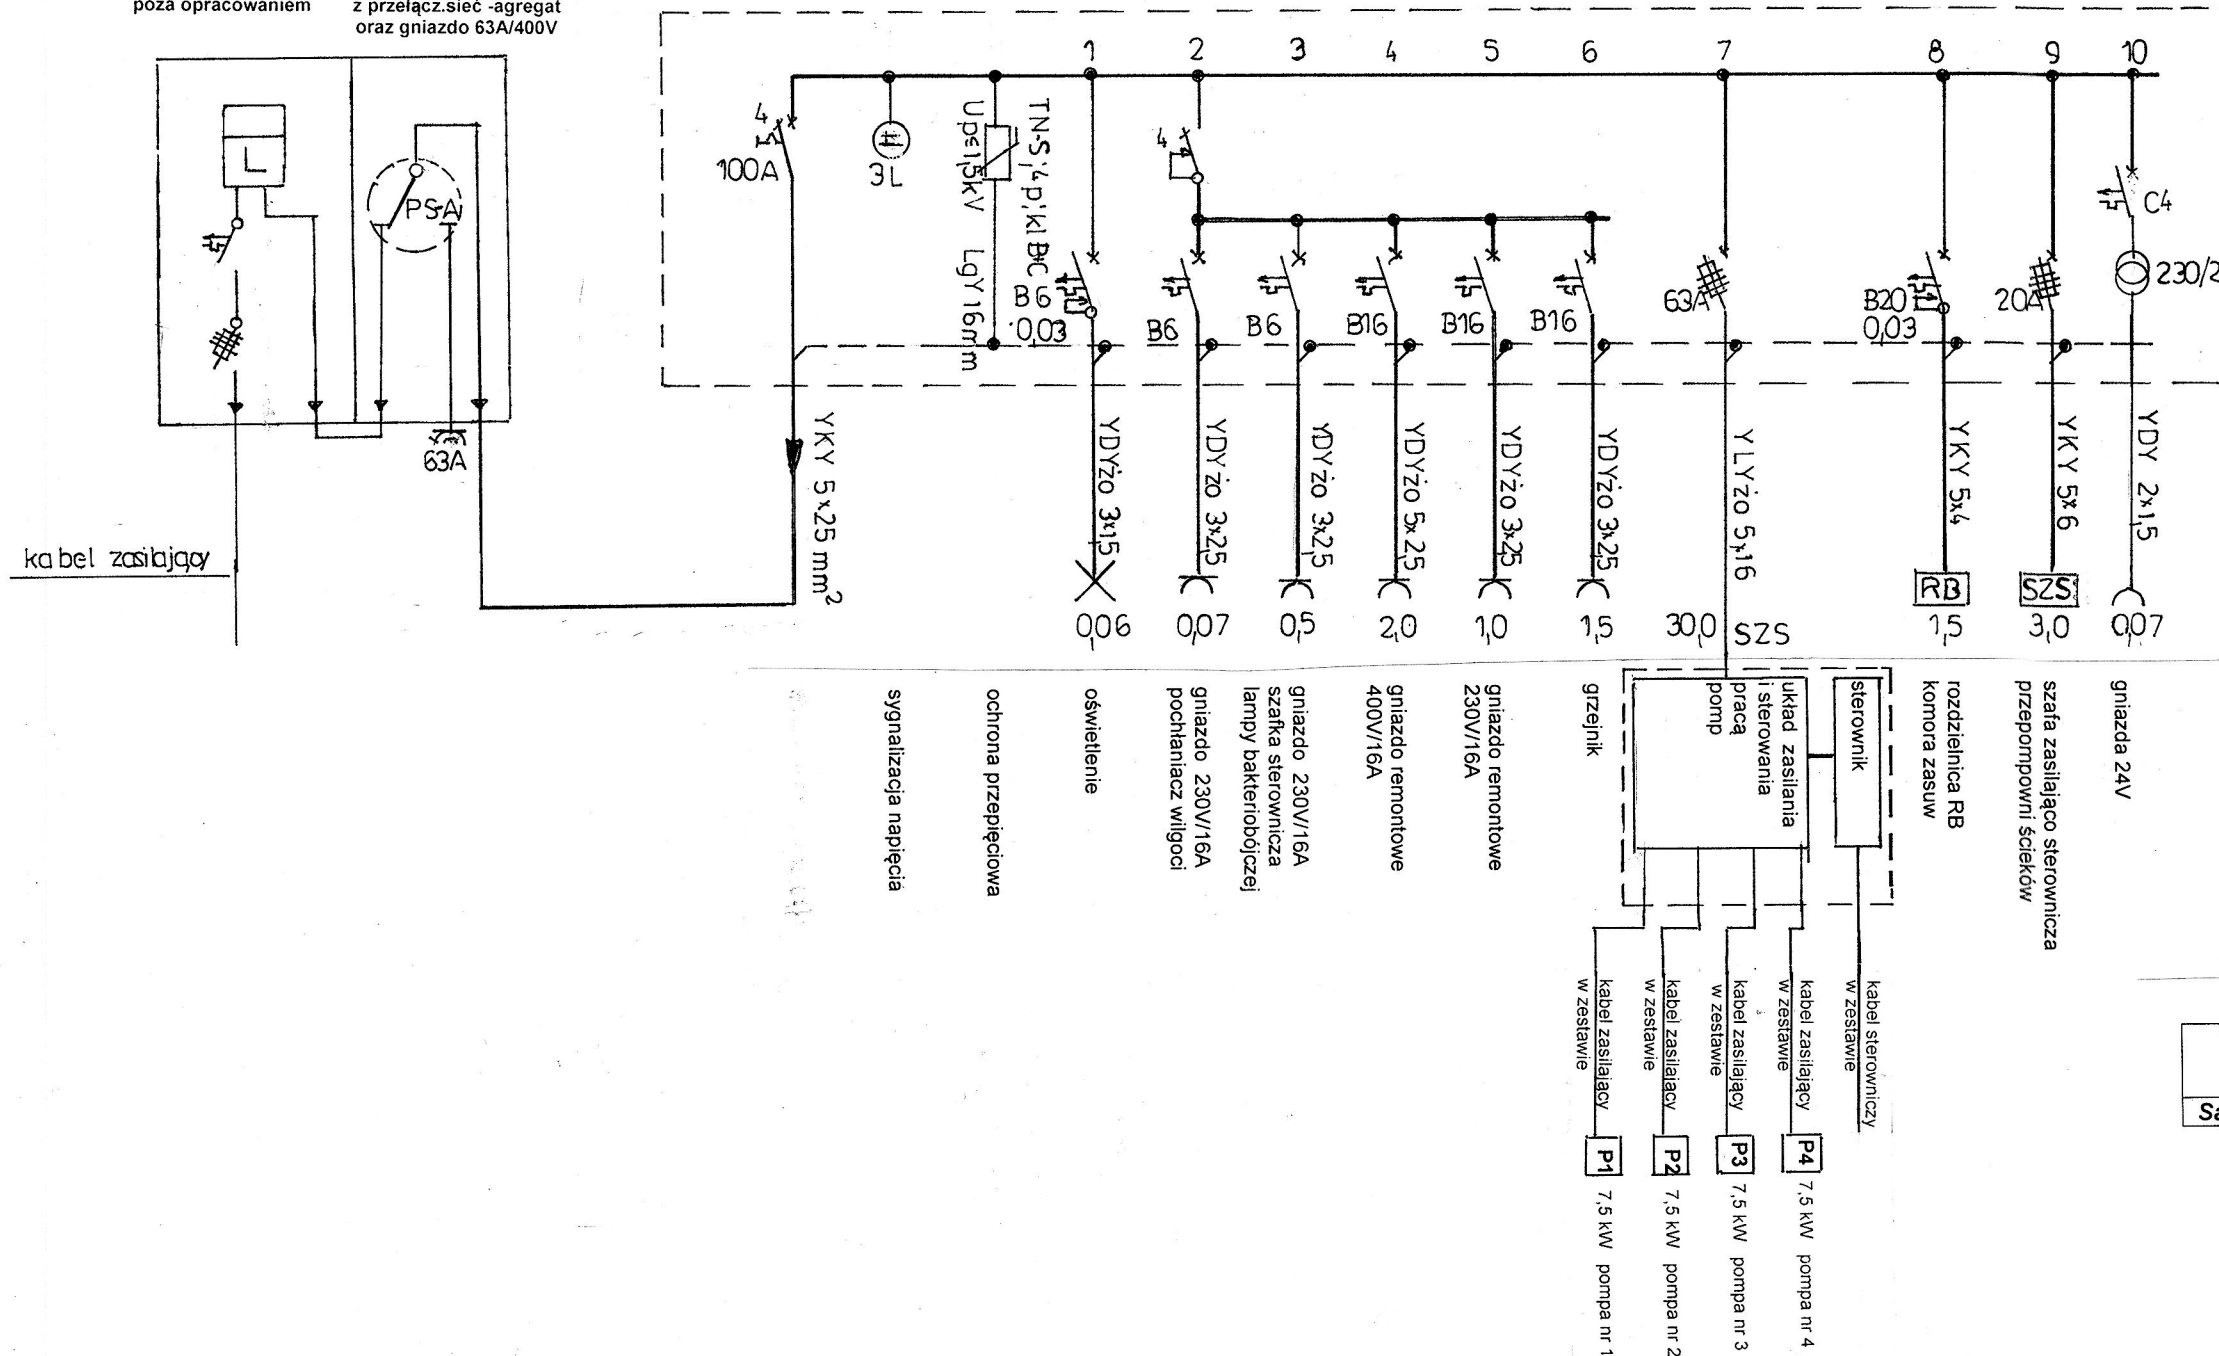 poza opracowaniem
z przełącz.sieć -agregat
oraz gniazdo 63A/400V
L
PS-A
63A
kabel zasilający
4
100A
YKY 5x25 mm²
3L
Up≤1,5kV LgY 16mm
TN-S; 4p; kl B+C
1
2
3
4
5
6
7
8
9
10
4
B6
0,03
B6
B6
B16
B16
B16
63A
B20
0,03
20A
C4
230/2
YDYżo 3x1,5
YDYżo 3x2,5
YDYżo 3x2,5
YDYżo 5x2,5
YDYżo 3x2,5
YDYżo 3x2,5
YLYżo 5x16
YKY 5x4
YKY 5x6
YDY 2x1,5
RB
SZS
0,06
0,07
0,5
2,0
1,0
1,5
30,0
SZS
1,5
3,0
0,07
sygnalizacja napięcia
ochrona przepięciowa
oświetlenie
gniazdo 230V/16A
pochłaniacz wilgoci
gniazdo 230V/16A
szafka sterownicza
lampy bakteriobójczej
gniazdo remontowe
400V/16A
gniazdo remontowe
230V/16A
grzejnik
układ zasilania
i sterowania
pracą
pomp
sterownik
rozdzielnica RB
komora zasuw
szafa zasilająco sterownicza
przepompowni ścieków
gniazda 24V
kabel zasilający
w zestawie
kabel zasilający
w zestawie
kabel zasilający
w zestawie
kabel zasilający
w zestawie
kabel sterowniczy
w zestawie
P1 7,5 kW pompa nr 1
P2 7,5 kW pompa nr 2
P3 7,5 kW pompa nr 3
P4 7,5 kW pompa nr 4